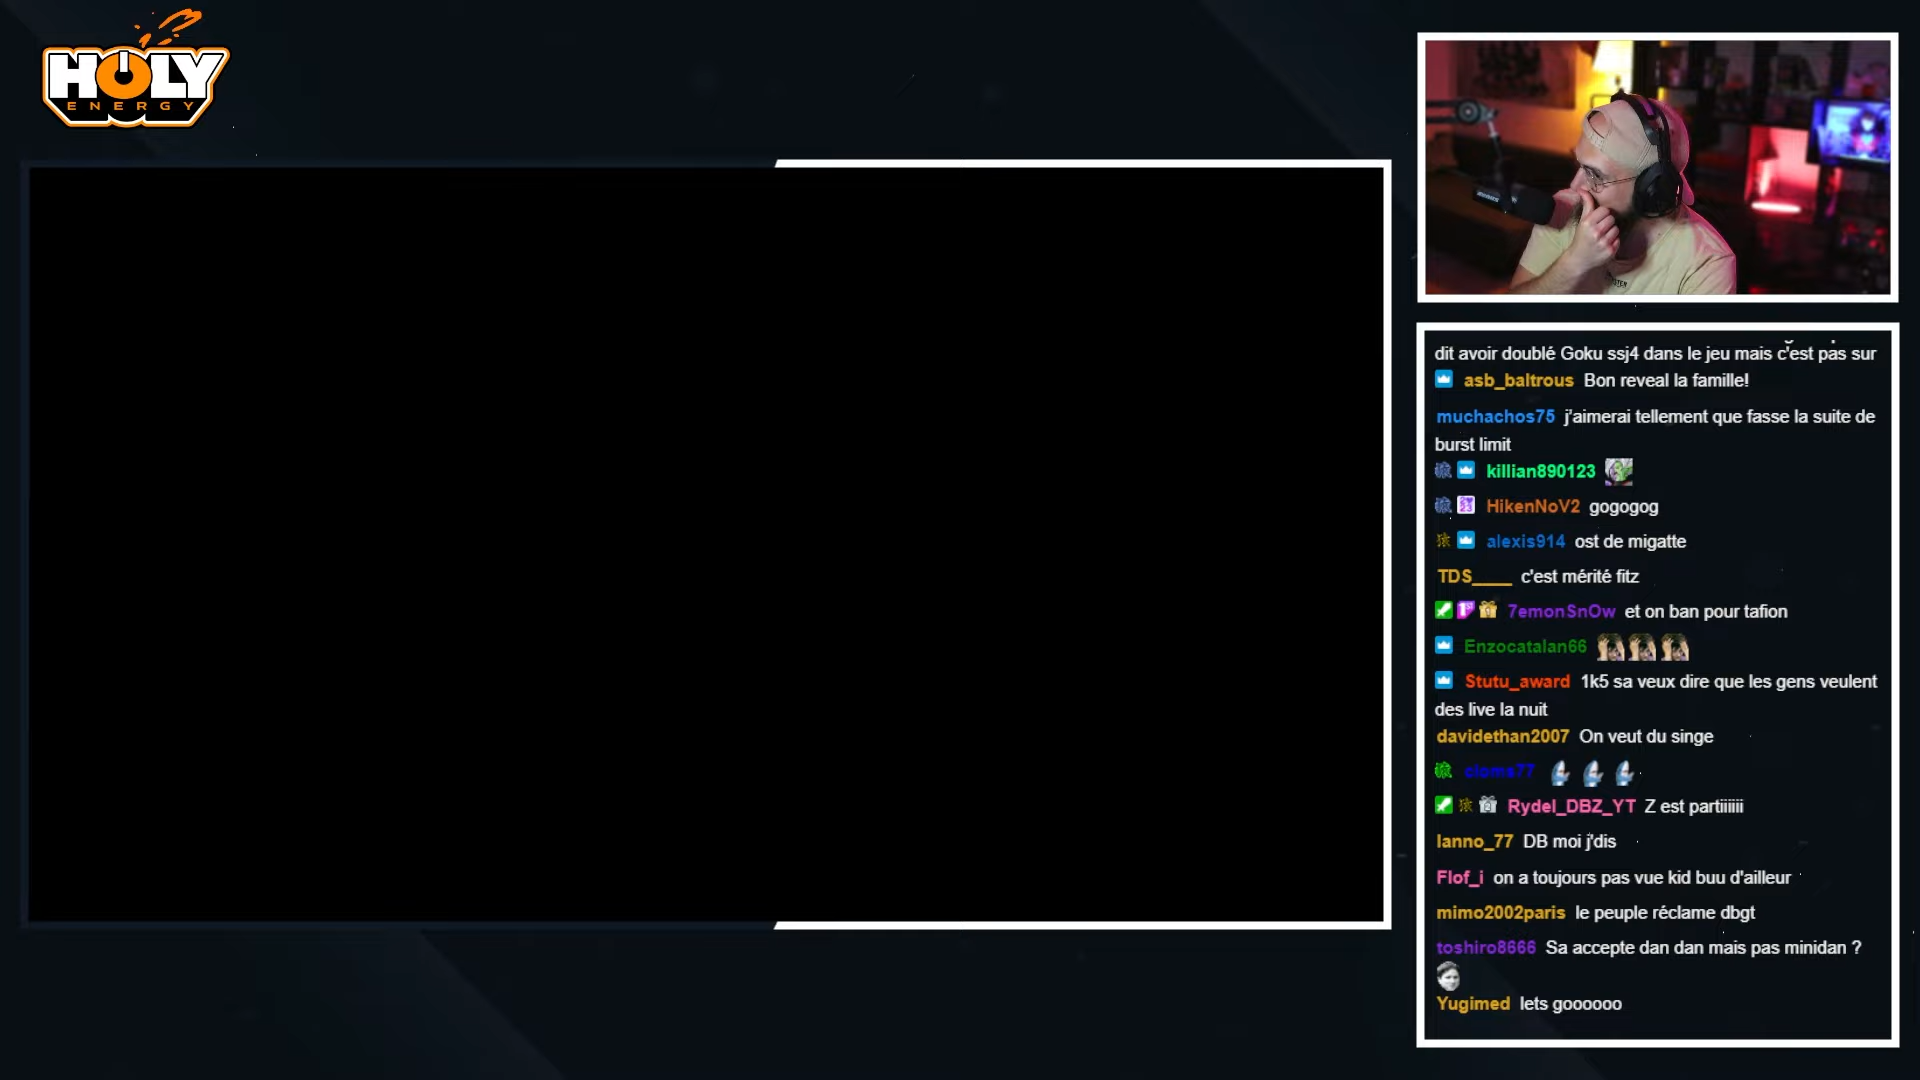 HOLY
ENERGY
dit avoir doublé Goku ssj4 dans le jeu mais c'est pas sur
asb_baltrous Bon reveal la famille!
muchachos75 j'aimerai tellement que fasse la suite de
burst limit
killian890123
HikenNoV2 gogogog
alexis914 ost de migatte
TDS____ c'est mérité fitz
7emonSnOw et on ban pour tafion
Enzocatalan66
Stutu_award 1k5 sa veux dire que les gens veulent
des live la nuit
davidethan2007 On veut du singe
Rydel_DBZ_YT Z est partiiiiii
lanno_77 DB moi j'dis
Flof_i on a toujours pas vue kid buu d'ailleur
mimo2002paris le peuple réclame dbgt
toshiro8666 Sa accepte dan dan mais pas minidan ?
Yugimed lets goooooo